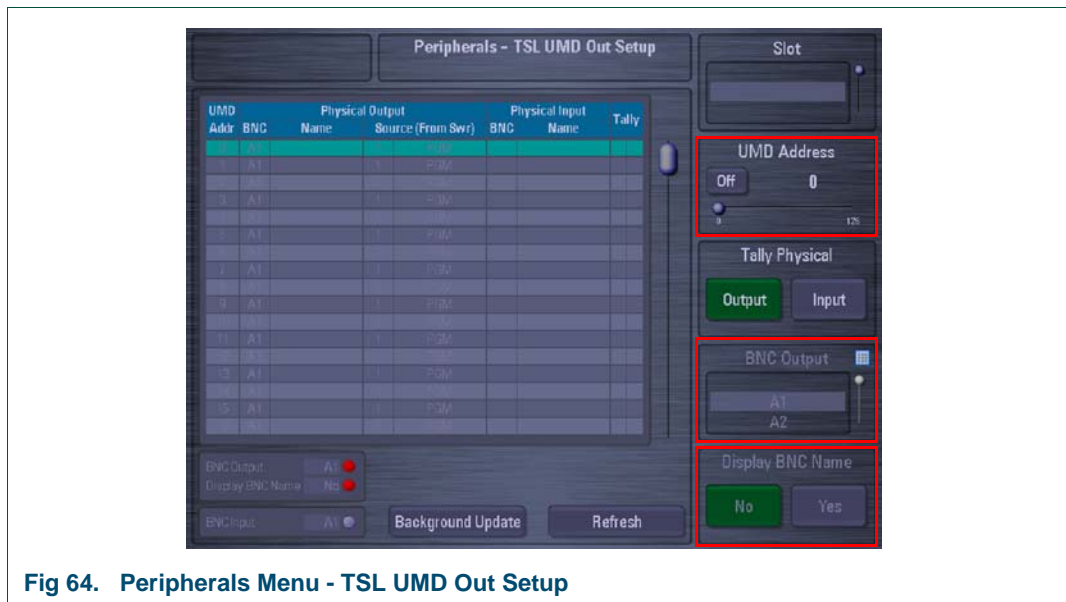 Peripherals - TSL UMD Out Setup
UMD Physical Output Physical Input Tally
Addr BNC Name Source (From Swr) BNC Name
0 A1 1 PGM
1 A1 1 PGM
3 A1 1 PGM
A1 PGM
7 A1 1 PGM
9 A1 1 PGM
11 A1 1 PGM
13 A1 1 PGM
15 A1 1 PGM
BNC Output A1
Display BNC Name No
BNC Input A1
Background Update
Refresh
Slot
UMD Address
Off 0
0 126
Tally Physical
Output Input
BNC Output
A1
A2
Display BNC Name
No Yes
Fig 64. Peripherals Menu - TSL UMD Out Setup